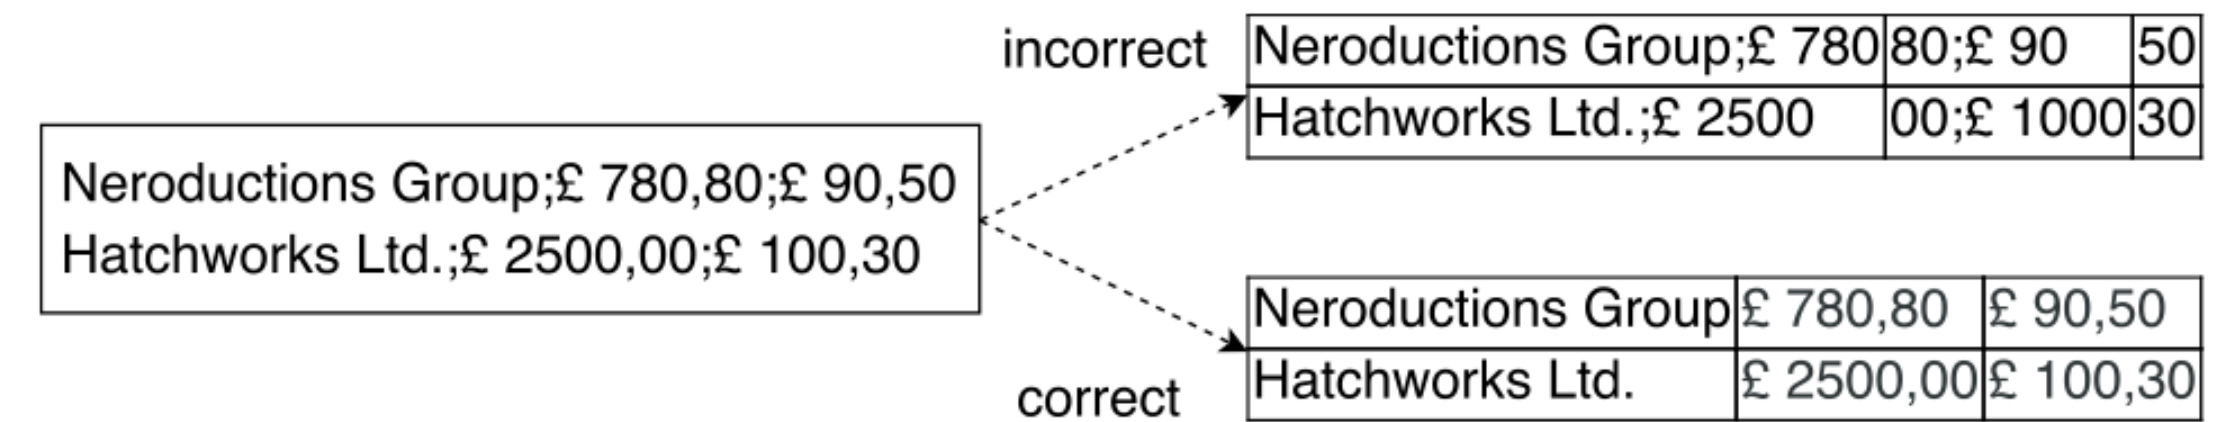 incorrect
Neroductions Group;£ 780 80;£ 90 50
Hatchworks Ltd.;£ 2500 00;£ 1000 30
Neroductions Group;£ 780,80;£ 90,50
Hatchworks Ltd.;£ 2500,00;£ 100,30
Neroductions Group £ 780,80 £ 90,50
Hatchworks Ltd. £ 2500,00 £ 100,30
correct